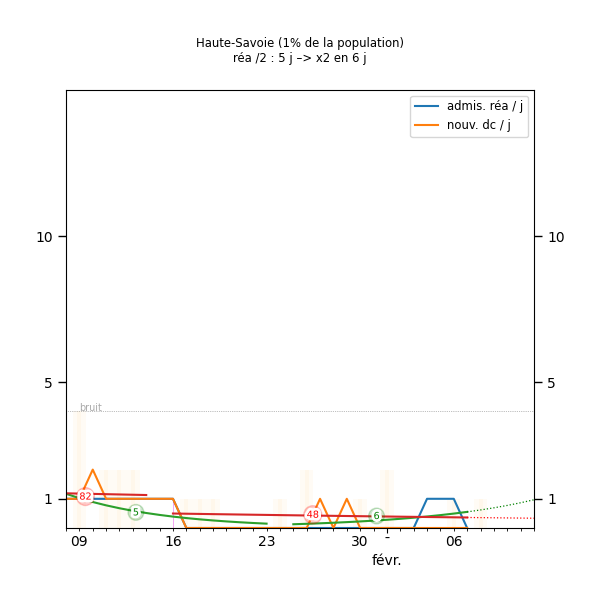 Haute-Savoie (1% de la population)
réa /2 : 5 j –> x2 en 6 j
admis. réa / j
nouv. dc / j
10 10
5 5
bruit
1 1
82 5 48 6
09 16 23 30 - 06
févr.